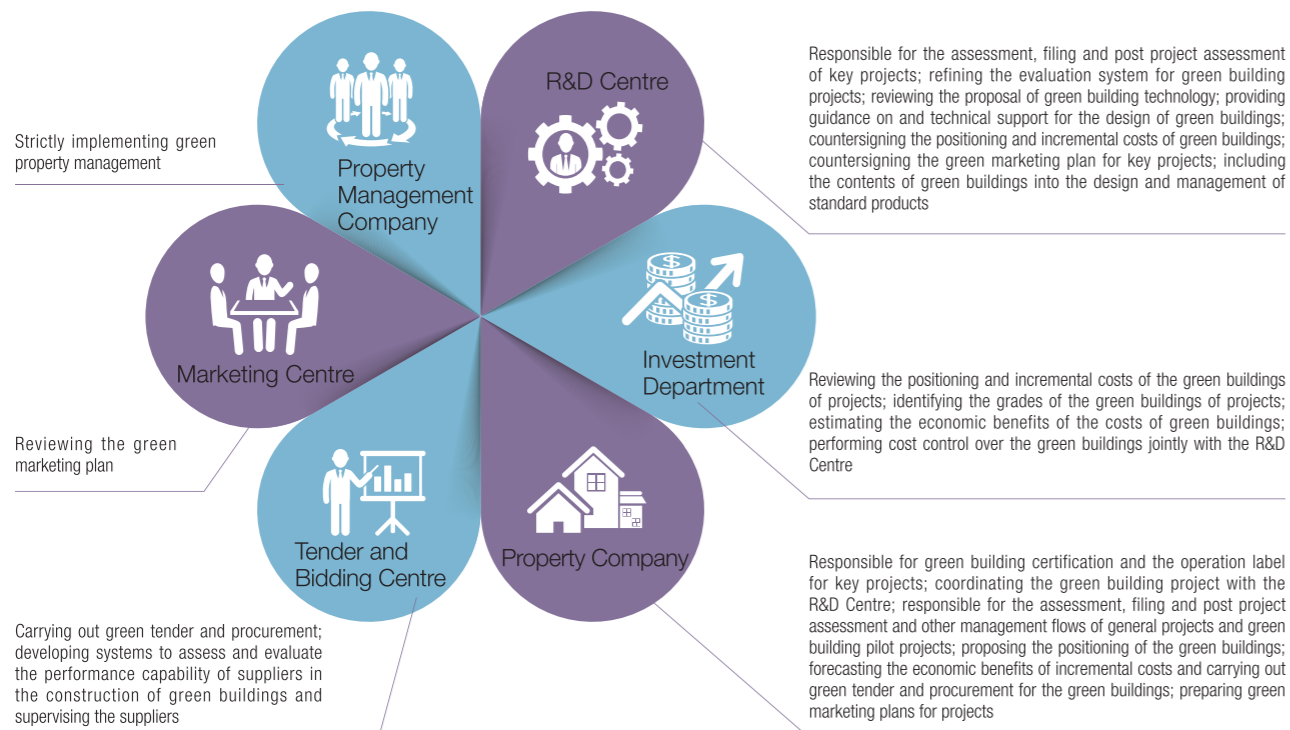 Property
Management
Company
Strictly implementing green
property management
R&D Centre
Responsible for the assessment, filing and post project assessment
of key projects; refining the evaluation system for green building
projects; reviewing the proposal of green building technology; providing
guidance on and technical support for the design of green buildings;
countersigning the positioning and incremental costs of green buildings;
countersigning the green marketing plan for key projects; including
the contents of green buildings into the design and management of
standard products
Marketing Centre
Reviewing the green
marketing plan
$
$
Investment
Department
Reviewing the positioning and incremental costs of the green buildings
of projects; identifying the grades of the green buildings of projects;
estimating the economic benefits of the costs of green buildings;
performing cost control over the green buildings jointly with the R&D
Centre
Tender and
Bidding Centre
Carrying out green tender and procurement;
developing systems to assess and evaluate
the performance capability of suppliers in
the construction of green buildings and
supervising the suppliers
Property Company
Responsible for green building certification and the operation label
for key projects; coordinating the green building project with the
R&D Centre; responsible for the assessment, filing and post project
assessment and other management flows of general projects and green
building pilot projects; proposing the positioning of the green buildings;
forecasting the economic benefits of incremental costs and carrying out
green tender and procurement for the green buildings; preparing green
marketing plans for projects